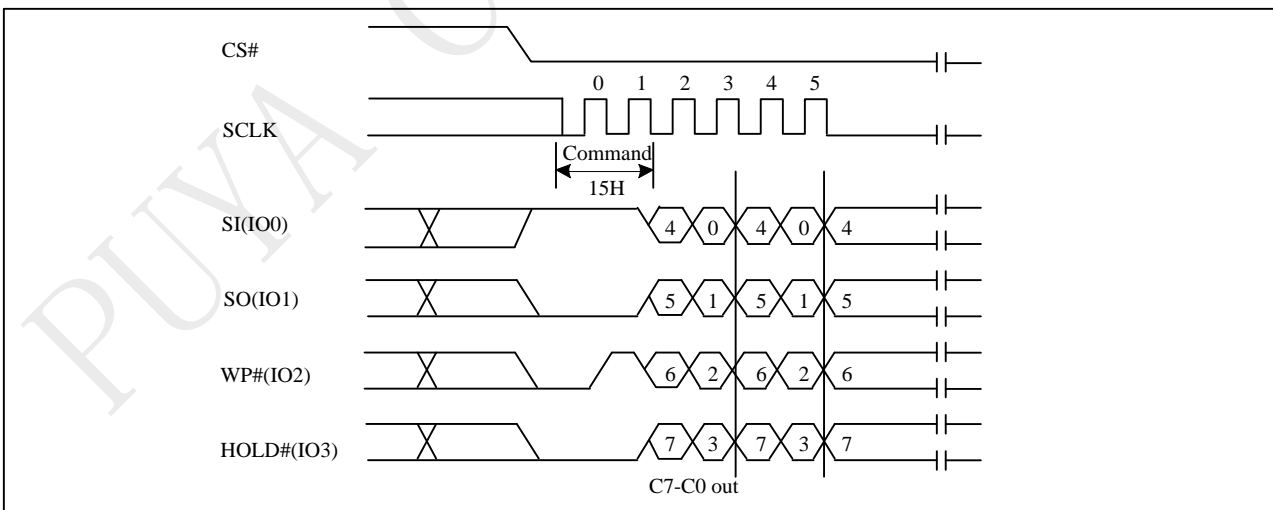 PUYA C
CS#
0 1 2 3 4 5
SCLK
Command
15H
SI(IO0) 4 0 4 0 4
SO(IO1) 5 1 5 1 5
WP#(IO2) 6 2 6 2 6
HOLD#(IO3) 7 3 7 3 7
C7-C0 out